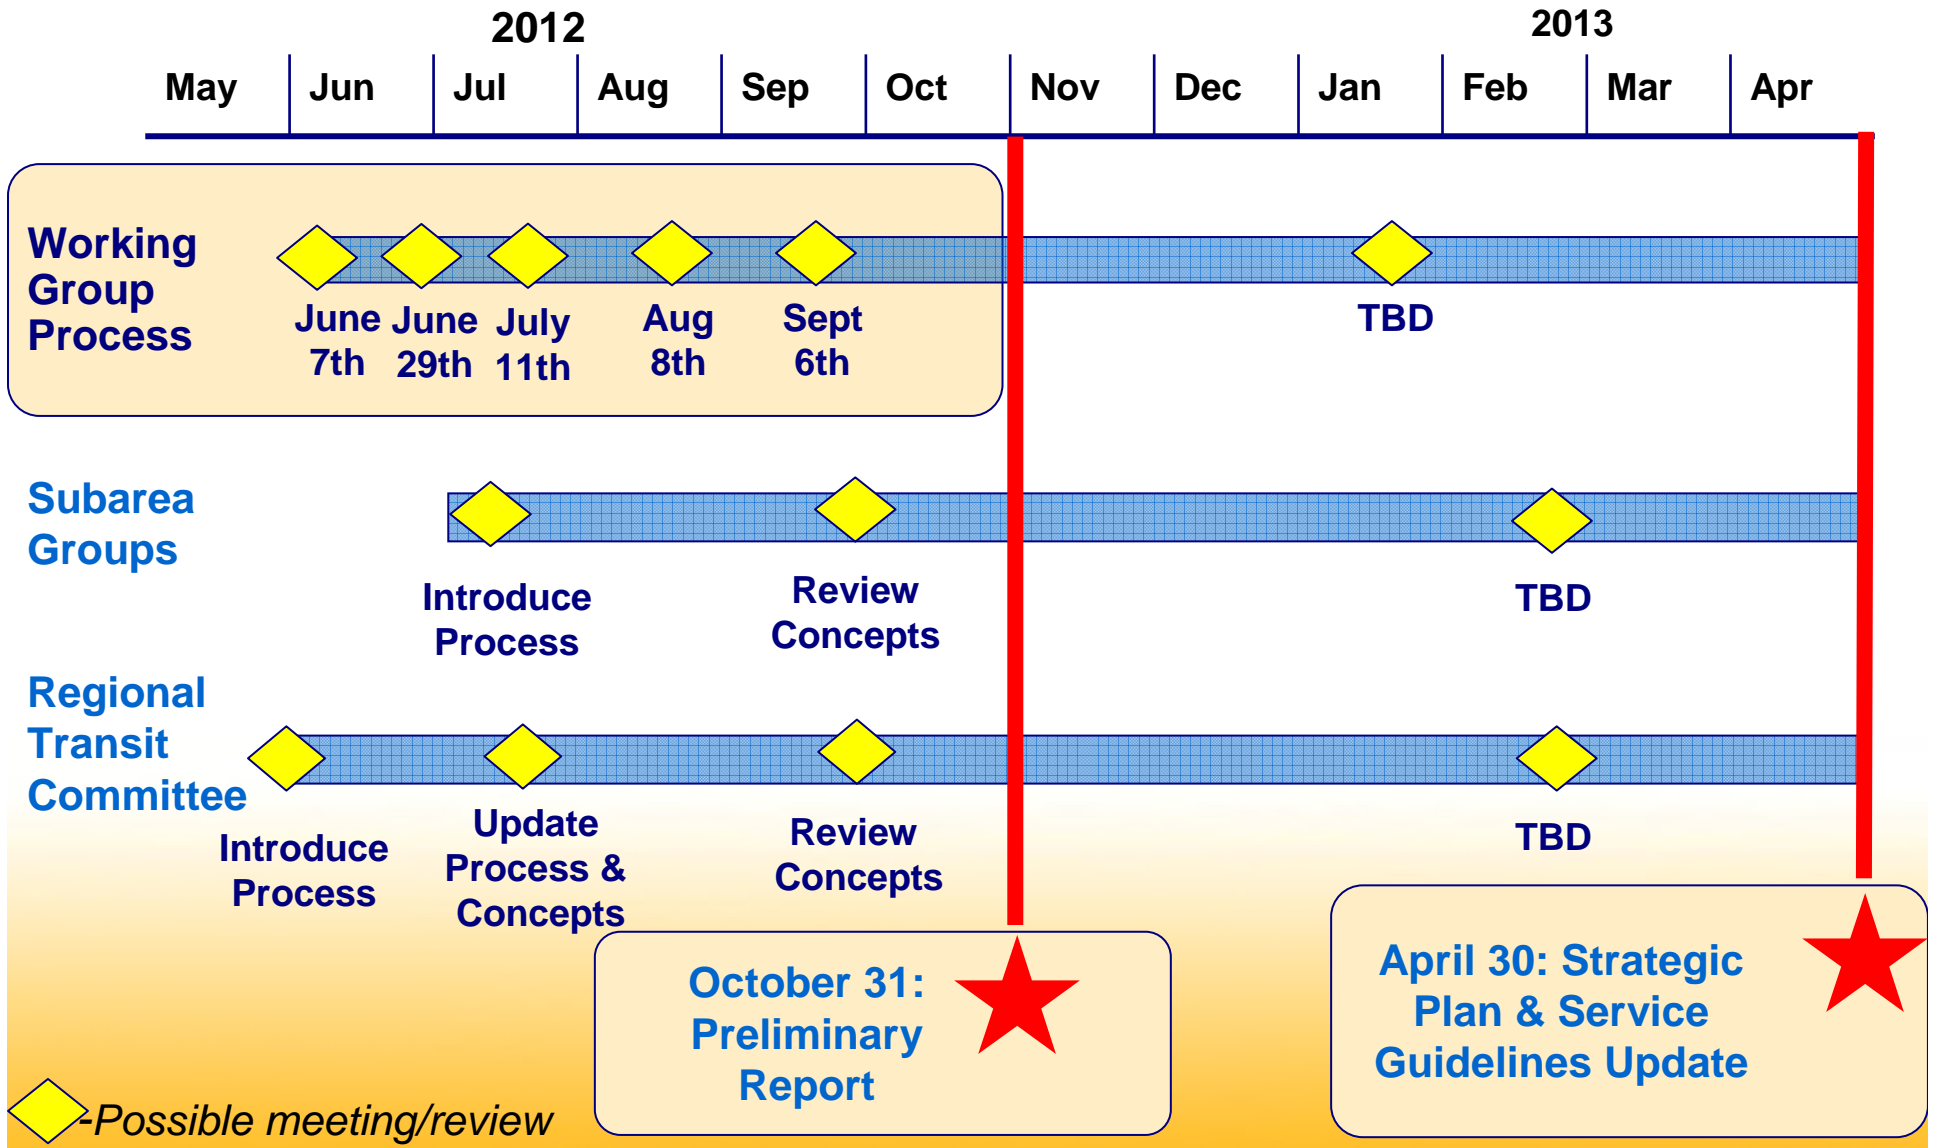 2012
2013
May Jun Jul Aug Sep Oct Nov Dec Jan Feb Mar Apr
Working
Group
Process
June
7th
June
29th
July
11th
Aug
8th
Sept
6th
TBD
Subarea
Groups
Introduce
Process
Review
Concepts
TBD
Regional
Transit
Committee
Introduce
Process
Update
Process &
Concepts
Review
Concepts
TBD
October 31:
Preliminary
Report
April 30: Strategic
Plan & Service
Guidelines Update
-Possible meeting/review